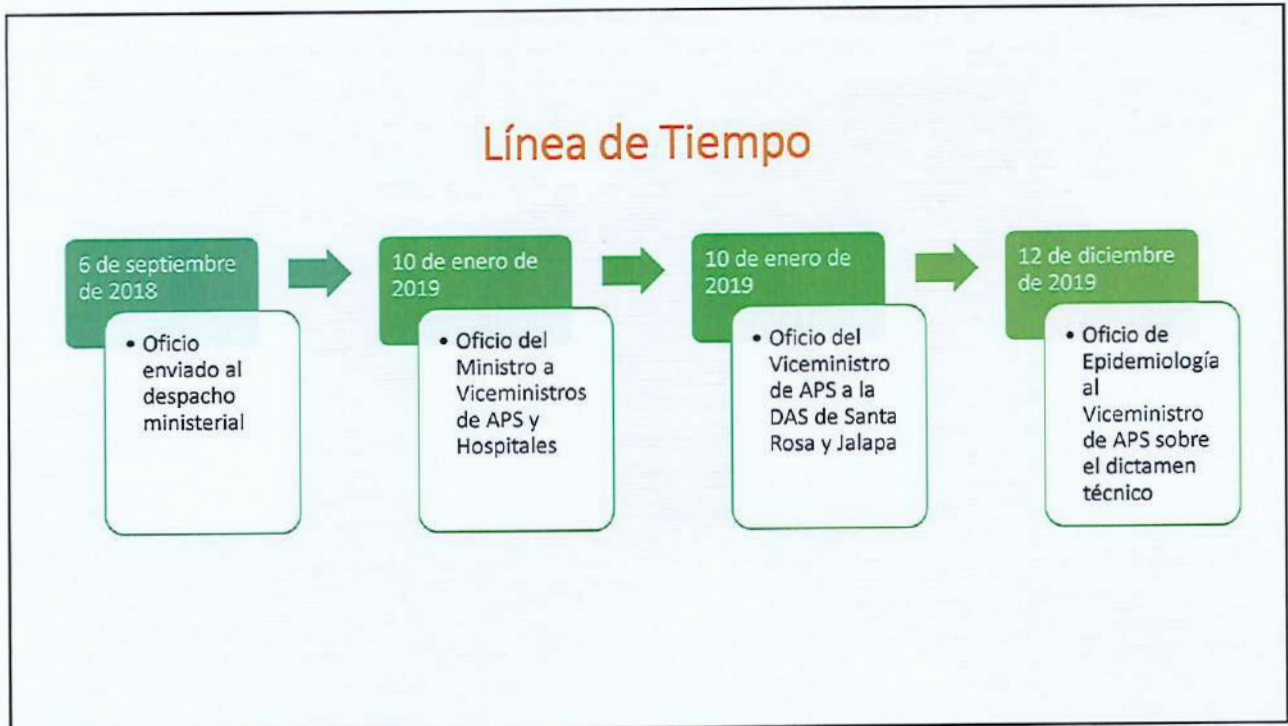 Línea de Tiempo
6 de septiembre
de 2018
• Oficio
enviado al
despacho
ministerial
10 de enero de
2019
• Oficio del
Ministro a
Viceministros
de APS y
Hospitales
10 de enero de
2019
• Oficio del
Viceministro
de APS a la
DAS de Santa
Rosa y Jalapa
12 de diciembre
de 2019
• Oficio de
Epidemiología
al
Viceministro
de APS sobre
el dictamen
técnico